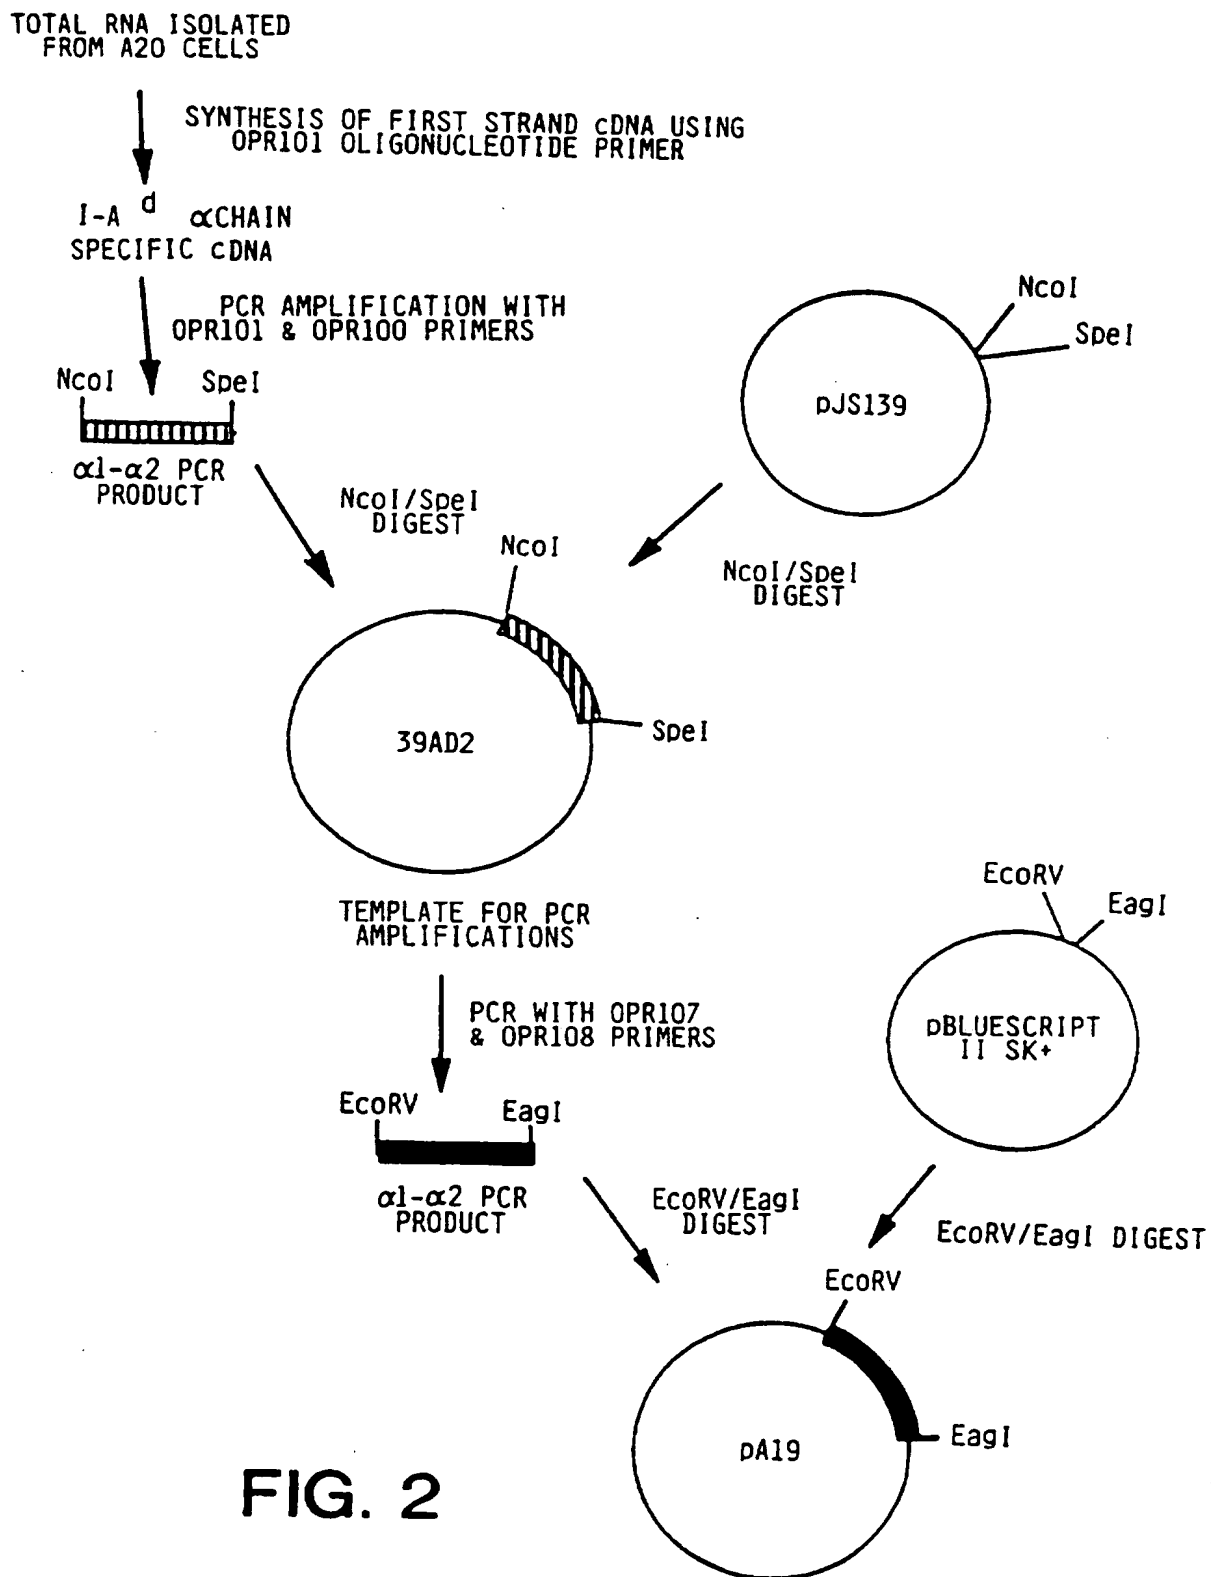 TOTAL RNA ISOLATED
FROM A20 CELLS
SYNTHESIS OF FIRST STRAND cDNA USING
OPR101 OLIGONUCLEOTIDE PRIMER
I-A d αCHAIN
SPECIFIC cDNA
PCR AMPLIFICATION WITH
OPR101 & OPR100 PRIMERS
NcoI SpeI
α1-α2 PCR
PRODUCT
NcoI
SpeI
pJS139
NcoI/SpeI
DIGEST
NcoI/SpeI
DIGEST
NcoI
SpeI
39AD2
TEMPLATE FOR PCR
AMPLIFICATIONS
PCR WITH OPR107
& OPR108 PRIMERS
EcoRV EagI
α1-α2 PCR
PRODUCT
EcoRV
EagI
pBLUESCRIPT
II SK+
EcoRV/EagI
DIGEST
EcoRV/EagI DIGEST
EcoRV
EagI
pA19
FIG. 2